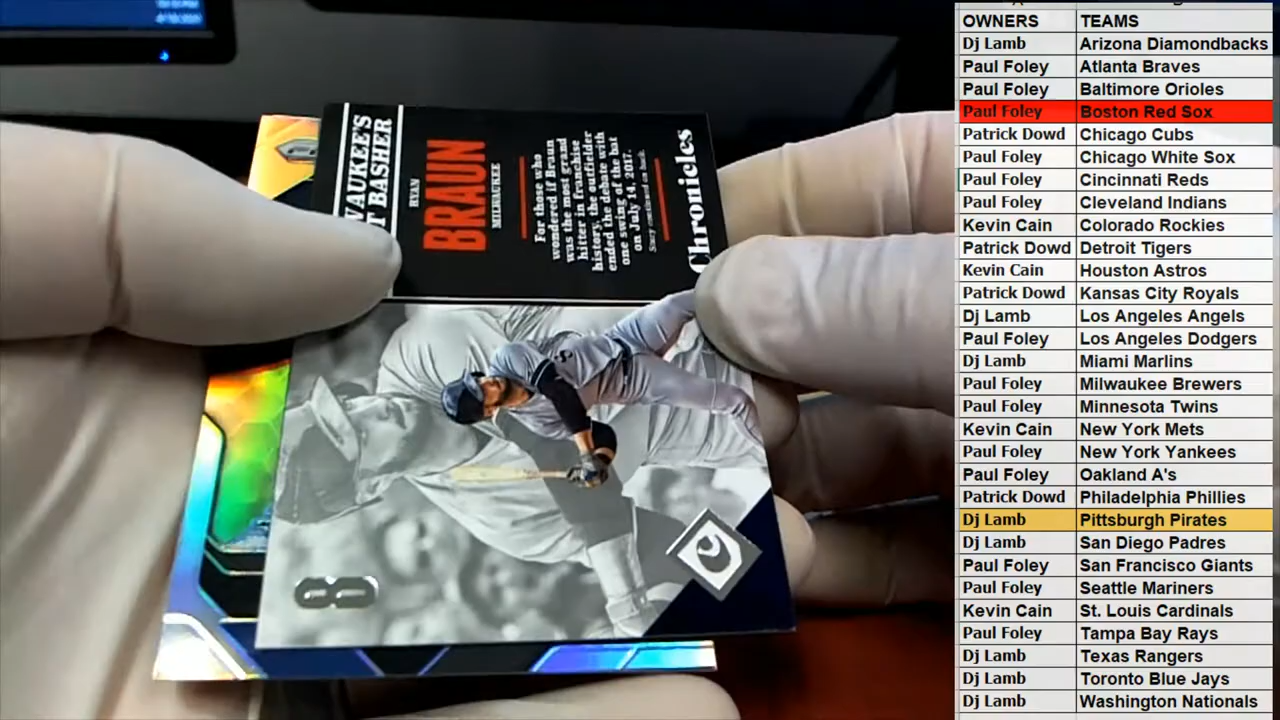 WAUKEE'S
T BASHER
RYAN
BRAUN
MILWAUKEE
For those who
wondered if Braun
was the most grand
hitter in franchise
history, the outfielder
ended the debate with
one swing of the bat
on July 14, 2017.
Story continued on back.
Chronicles
8
OWNERS TEAMS
Dj Lamb Arizona Diamondbacks
Paul Foley Atlanta Braves
Paul Foley Baltimore Orioles
Paul Foley Boston Red Sox
Patrick Dowd Chicago Cubs
Paul Foley Chicago White Sox
Paul Foley Cincinnati Reds
Paul Foley Cleveland Indians
Kevin Cain Colorado Rockies
Patrick Dowd Detroit Tigers
Kevin Cain Houston Astros
Patrick Dowd Kansas City Royals
Dj Lamb Los Angeles Angels
Paul Foley Los Angeles Dodgers
Dj Lamb Miami Marlins
Paul Foley Milwaukee Brewers
Paul Foley Minnesota Twins
Kevin Cain New York Mets
Paul Foley New York Yankees
Paul Foley Oakland A's
Patrick Dowd Philadelphia Phillies
Dj Lamb Pittsburgh Pirates
Dj Lamb San Diego Padres
Paul Foley San Francisco Giants
Paul Foley Seattle Mariners
Kevin Cain St. Louis Cardinals
Paul Foley Tampa Bay Rays
Dj Lamb Texas Rangers
Dj Lamb Toronto Blue Jays
Dj Lamb Washington Nationals